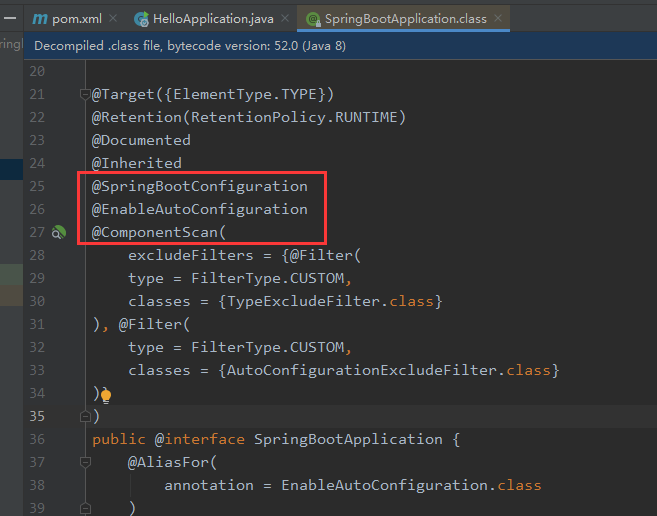 pom.xml HelloApplication.java SpringBootApplication.class
Decompiled .class file, bytecode version: 52.0 (Java 8)
20
21 @Target({ElementType.TYPE})
22 @Retention(RetentionPolicy.RUNTIME)
23 @Documented
24 @Inherited
25 @SpringBootConfiguration
26 @EnableAutoConfiguration
27 @ComponentScan(
28 excludeFilters = {@Filter(
29 type = FilterType.CUSTOM,
30 classes = {TypeExcludeFilter.class}
31 ), @Filter(
32 type = FilterType.CUSTOM,
33 classes = {AutoConfigurationExcludeFilter.class}
34 )}
35 )
36 public @interface SpringBootApplication {
37 @AliasFor(
38 annotation = EnableAutoConfiguration.class
39 )